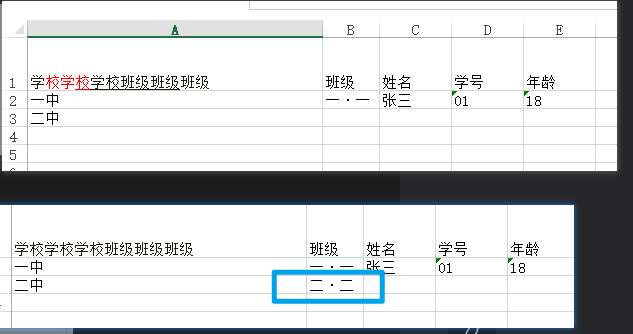 A B C D E
1 学校学校学校班级班级班级 班级 姓名 学号 年龄
2 一中 一·一 张三 01 18
3 二中
4
5
学校学校学校班级班级班级 班级 姓名 学号 年龄
一中 一·一 张三 01 18
二中 二·二